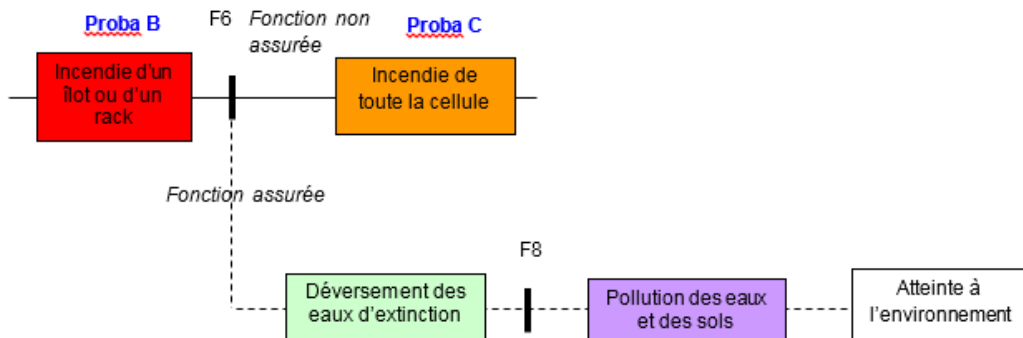 Proba B
F6
Fonction non
assurée
Proba C
Incendie d'un
îlot ou d'un
rack
Incendie de
toute la cellule
Fonction assurée
F8
Déversement des
eaux d'extinction
Pollution des eaux
et des sols
Atteinte à
l'environnement